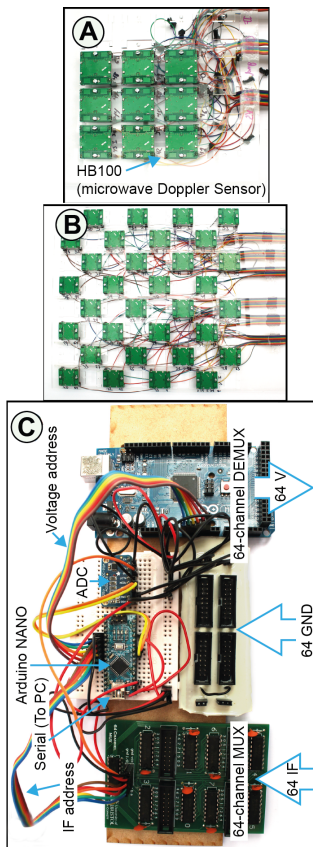 A
HB100
(microwave Doppler Sensor)
B
C
Voltage address
ADC
Arduino NANO
Serial (To PC)
IF address
64-channel DEMUX
64 V
64 GND
64-channel MUX
64 IF